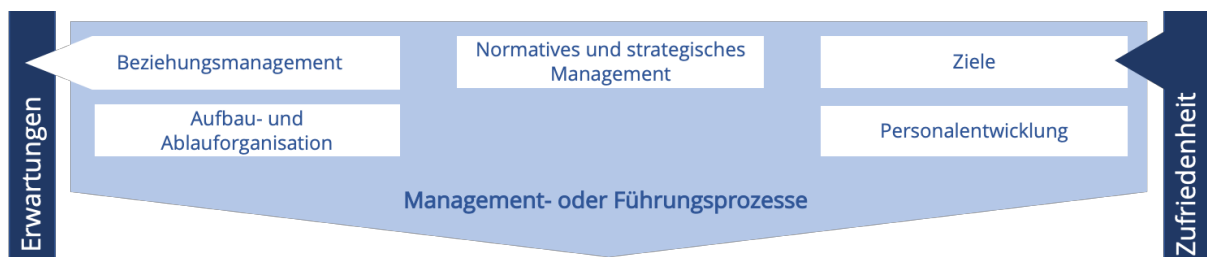 Erwartungen
Beziehungsmanagement
Normatives und strategisches
Management
Ziele
Aufbau- und
Ablauforganisation
Personalentwicklung
Management- oder Führungsprozesse
Zufriedenheit